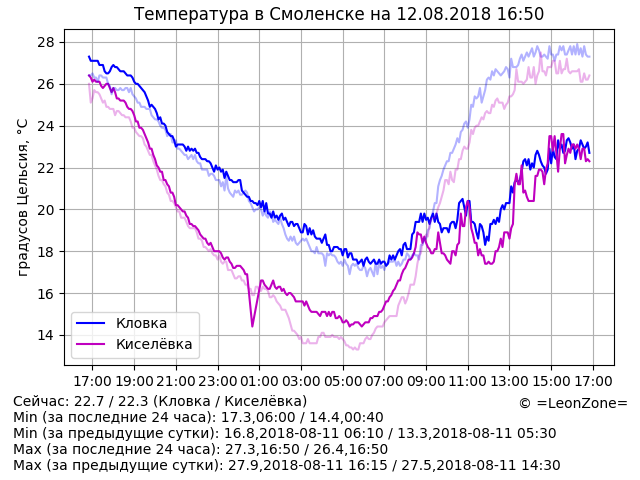 Температура в Смоленске на 12.08.2018 16:50
градусов Цельсия, °C
28
26
24
22
20
18
16
14
Кловка
Киселёвка
17:00 19:00 21:00 23:00 01:00 03:00 05:00 07:00 09:00 11:00 13:00 15:00 17:00
Сейчас: 22.7 / 22.3 (Кловка / Киселёвка)
© =LeonZone=
Min (за последние 24 часа): 17.3,06:00 / 14.4,00:40
Min (за предыдущие сутки): 16.8,2018-08-11 06:10 / 13.3,2018-08-11 05:30
Max (за последние 24 часа): 27.3,16:50 / 26.4,16:50
Max (за предыдущие сутки): 27.9,2018-08-11 16:15 / 27.5,2018-08-11 14:30